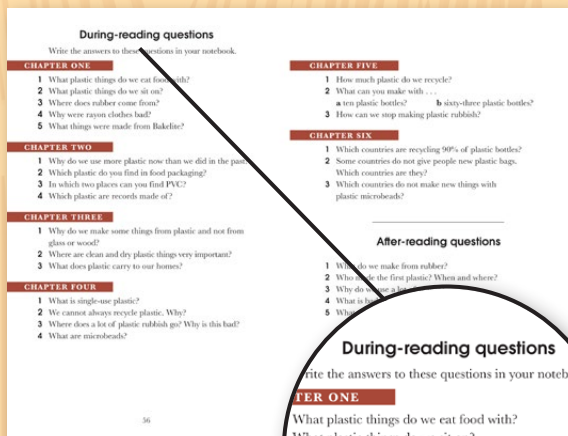 During-reading questions
Write the answers to these questions in your notebook.
CHAPTER ONE
1 What plastic things do we eat food with?
2 What plastic things do we sit on?
3 Where does rubber come from?
4 Why were rayon clothes bad?
5 What things were made from Bakelite?
CHAPTER TWO
1 Why do we use more plastic now than we did in the past
2 Which plastic do you find in food packaging?
3 In which two places can you find PVC?
4 Which plastic are records made of?
CHAPTER THREE
1 Why do we make some things from plastic and not from
glass or wood?
2 Where are clean and dry plastic things very important?
3 What does plastic carry to our homes?
CHAPTER FOUR
1 What is single-use plastic?
2 We cannot always recycle plastic. Why?
3 Where does a lot of plastic rubbish go? Why is this bad?
4 What are microbeads?
56
CHAPTER FIVE
1 How much plastic do we recycle?
2 What can you make with . . .
a ten plastic bottles? b sixty-three plastic bottles?
3 How can we stop making plastic rubbish?
CHAPTER SIX
1 Which countries are recycling 90% of plastic bottles?
2 Some countries do not give people new plastic bags.
Which countries are they?
3 Which countries do not make new things with
plastic microbeads?
After-reading questions
1 do we make from rubber?
2 Who the first plastic? When and where?
3 Why do use a
4 What is
5
During-reading questions
rite the answers to these questions in your noteb
TER ONE
What plastic things do we eat food with?